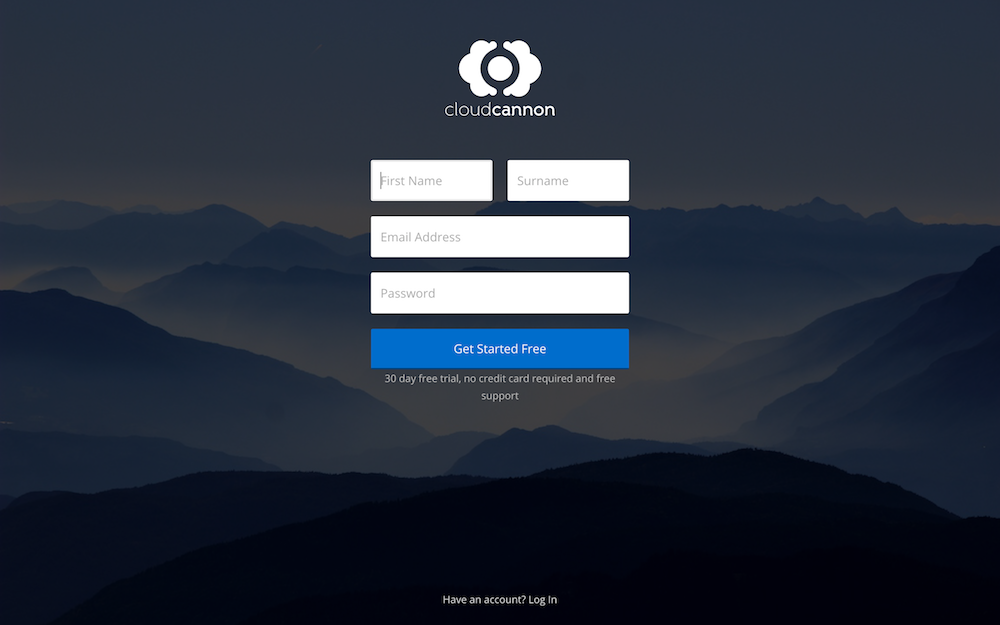 cloudcannon
First Name
Surname
Email Address
Password
Get Started Free
30 day free trial, no credit card required and free
support
Have an account? Log In